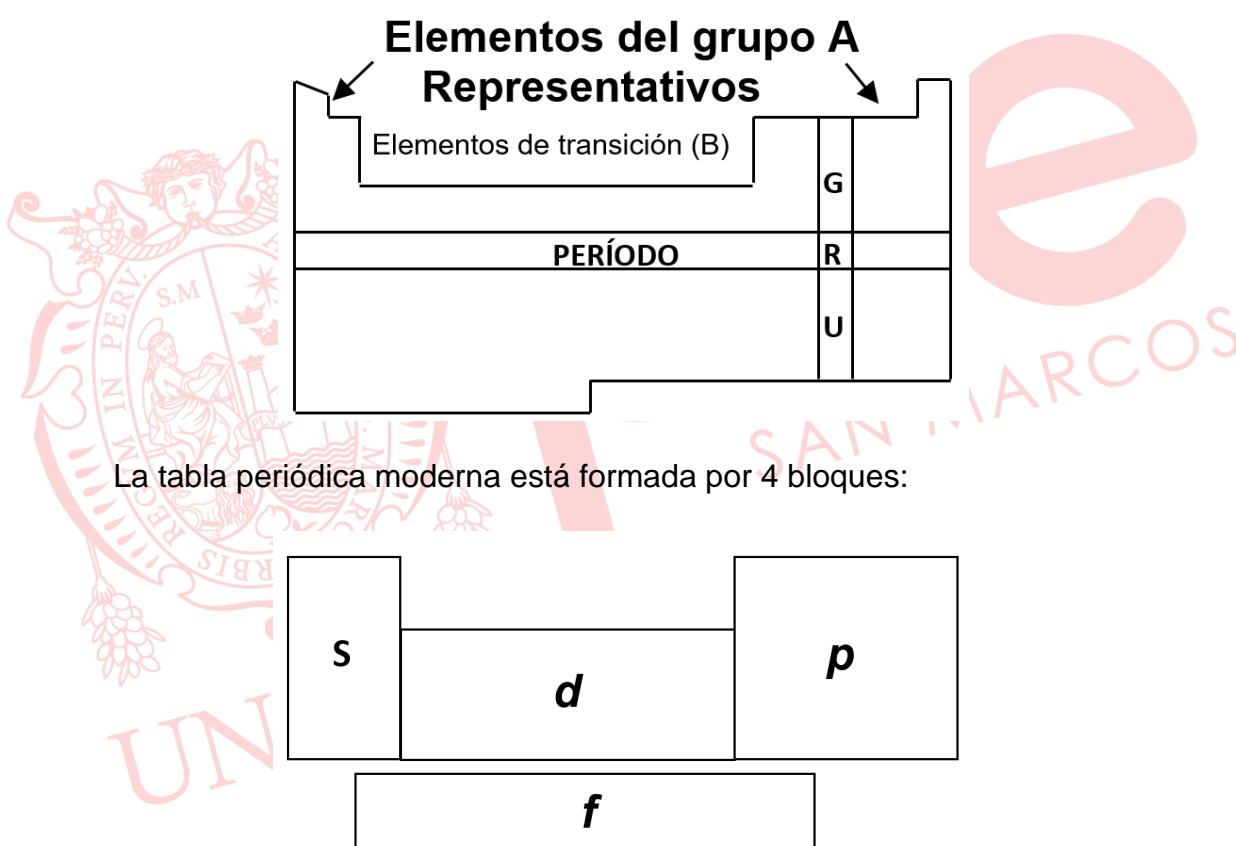 Elementos del grupo A
Representativos
Elementos de transición (B)
G
PERÍODO
R
U
SAN MARCOS
S.M
La tabla periódica moderna está formada por 4 bloques:
s
d
p
f
UN